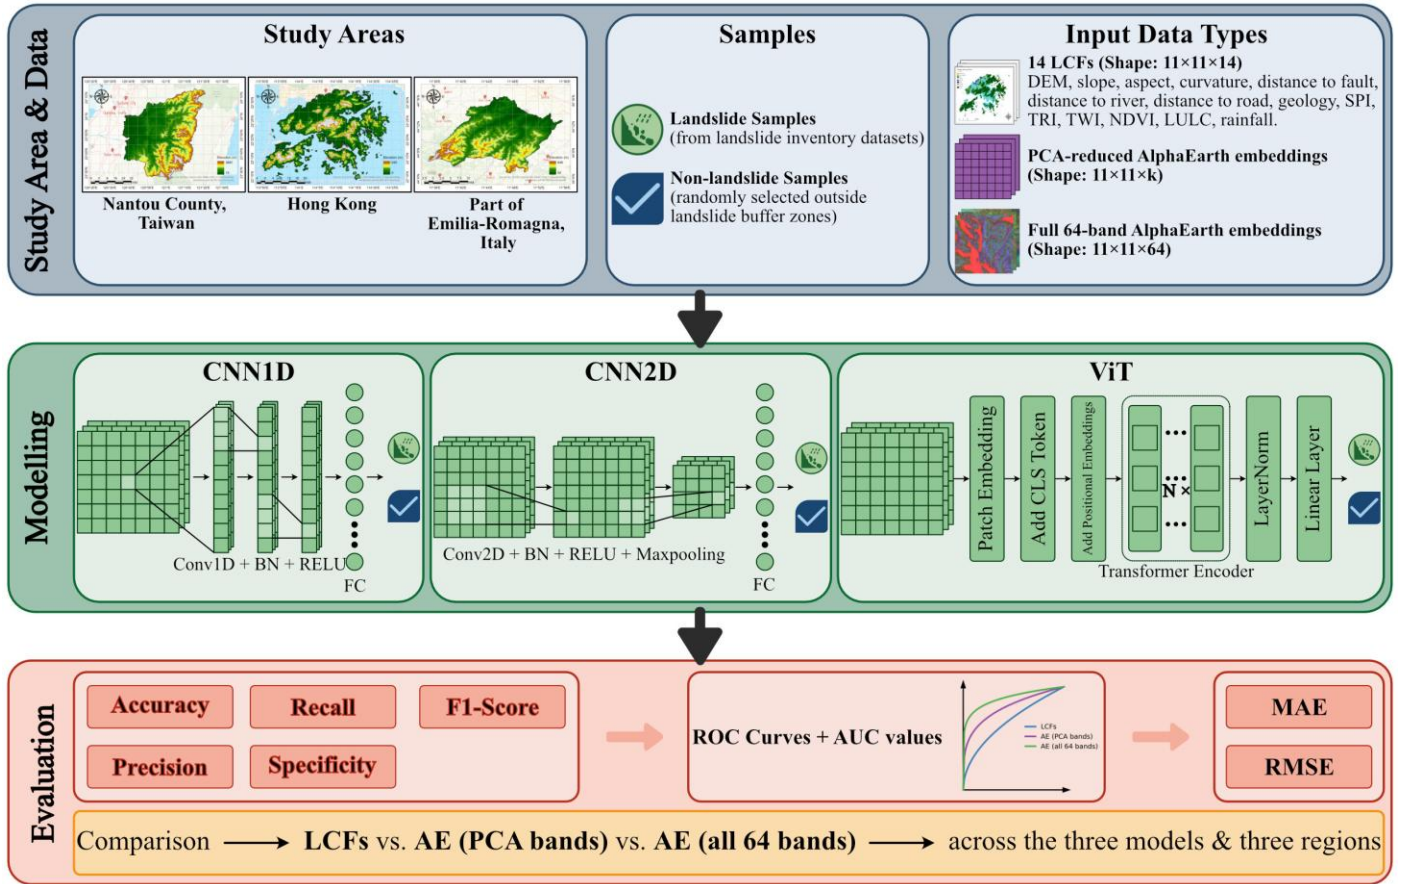 Study Area & Data
Study Areas
Nantou County,
Taiwan
Hong Kong
Part of
Emilia-Romagna,
Italy
Samples
Landslide Samples
(from landslide inventory datasets)
Non-landslide Samples
(randomly selected outside
landslide buffer zones)
Input Data Types
14 LCFs (Shape: 11×11×14)
DEM, slope, aspect, curvature, distance to fault,
distance to river, distance to road, geology, SPI,
TRI, TWI, NDVI, LULC, rainfall.
PCA-reduced AlphaEarth embeddings
(Shape: 11×11×k)
Full 64-band AlphaEarth embeddings
(Shape: 11×11×64)
Modelling
CNN1D
Conv1D + BN + RELU
FC
CNN2D
Conv2D + BN + RELU + Maxpooling
FC
ViT
Patch Embedding
Add CLS Token
Add Positional Embeddings
N ×
Transformer Encoder
LayerNorm
Linear Layer
Evaluation
Accuracy
Recall
F1-Score
Precision
Specificity
ROC Curves + AUC values
LCFs
AE (PCA bands)
AE (all 64 bands)
MAE
RMSE
Comparison → LCFs vs. AE (PCA bands) vs. AE (all 64 bands) → across the three models & three regions